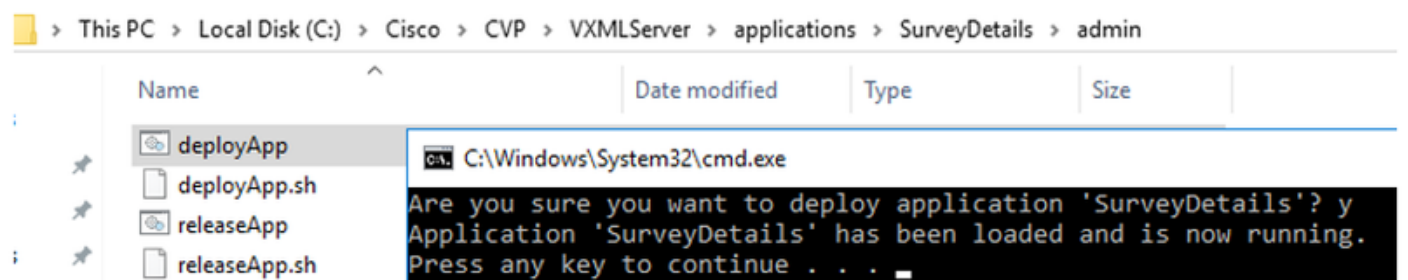 This PC > Local Disk (C:) > Cisco > CVP > VXMLServer > applications > SurveyDetails > admin
Name Date modified Type Size
deployApp
deployApp.sh
releaseApp
releaseApp.sh
C:\Windows\System32\cmd.exe
Are you sure you want to deploy application 'SurveyDetails'? y
Application 'SurveyDetails' has been loaded and is now running.
Press any key to continue . . .